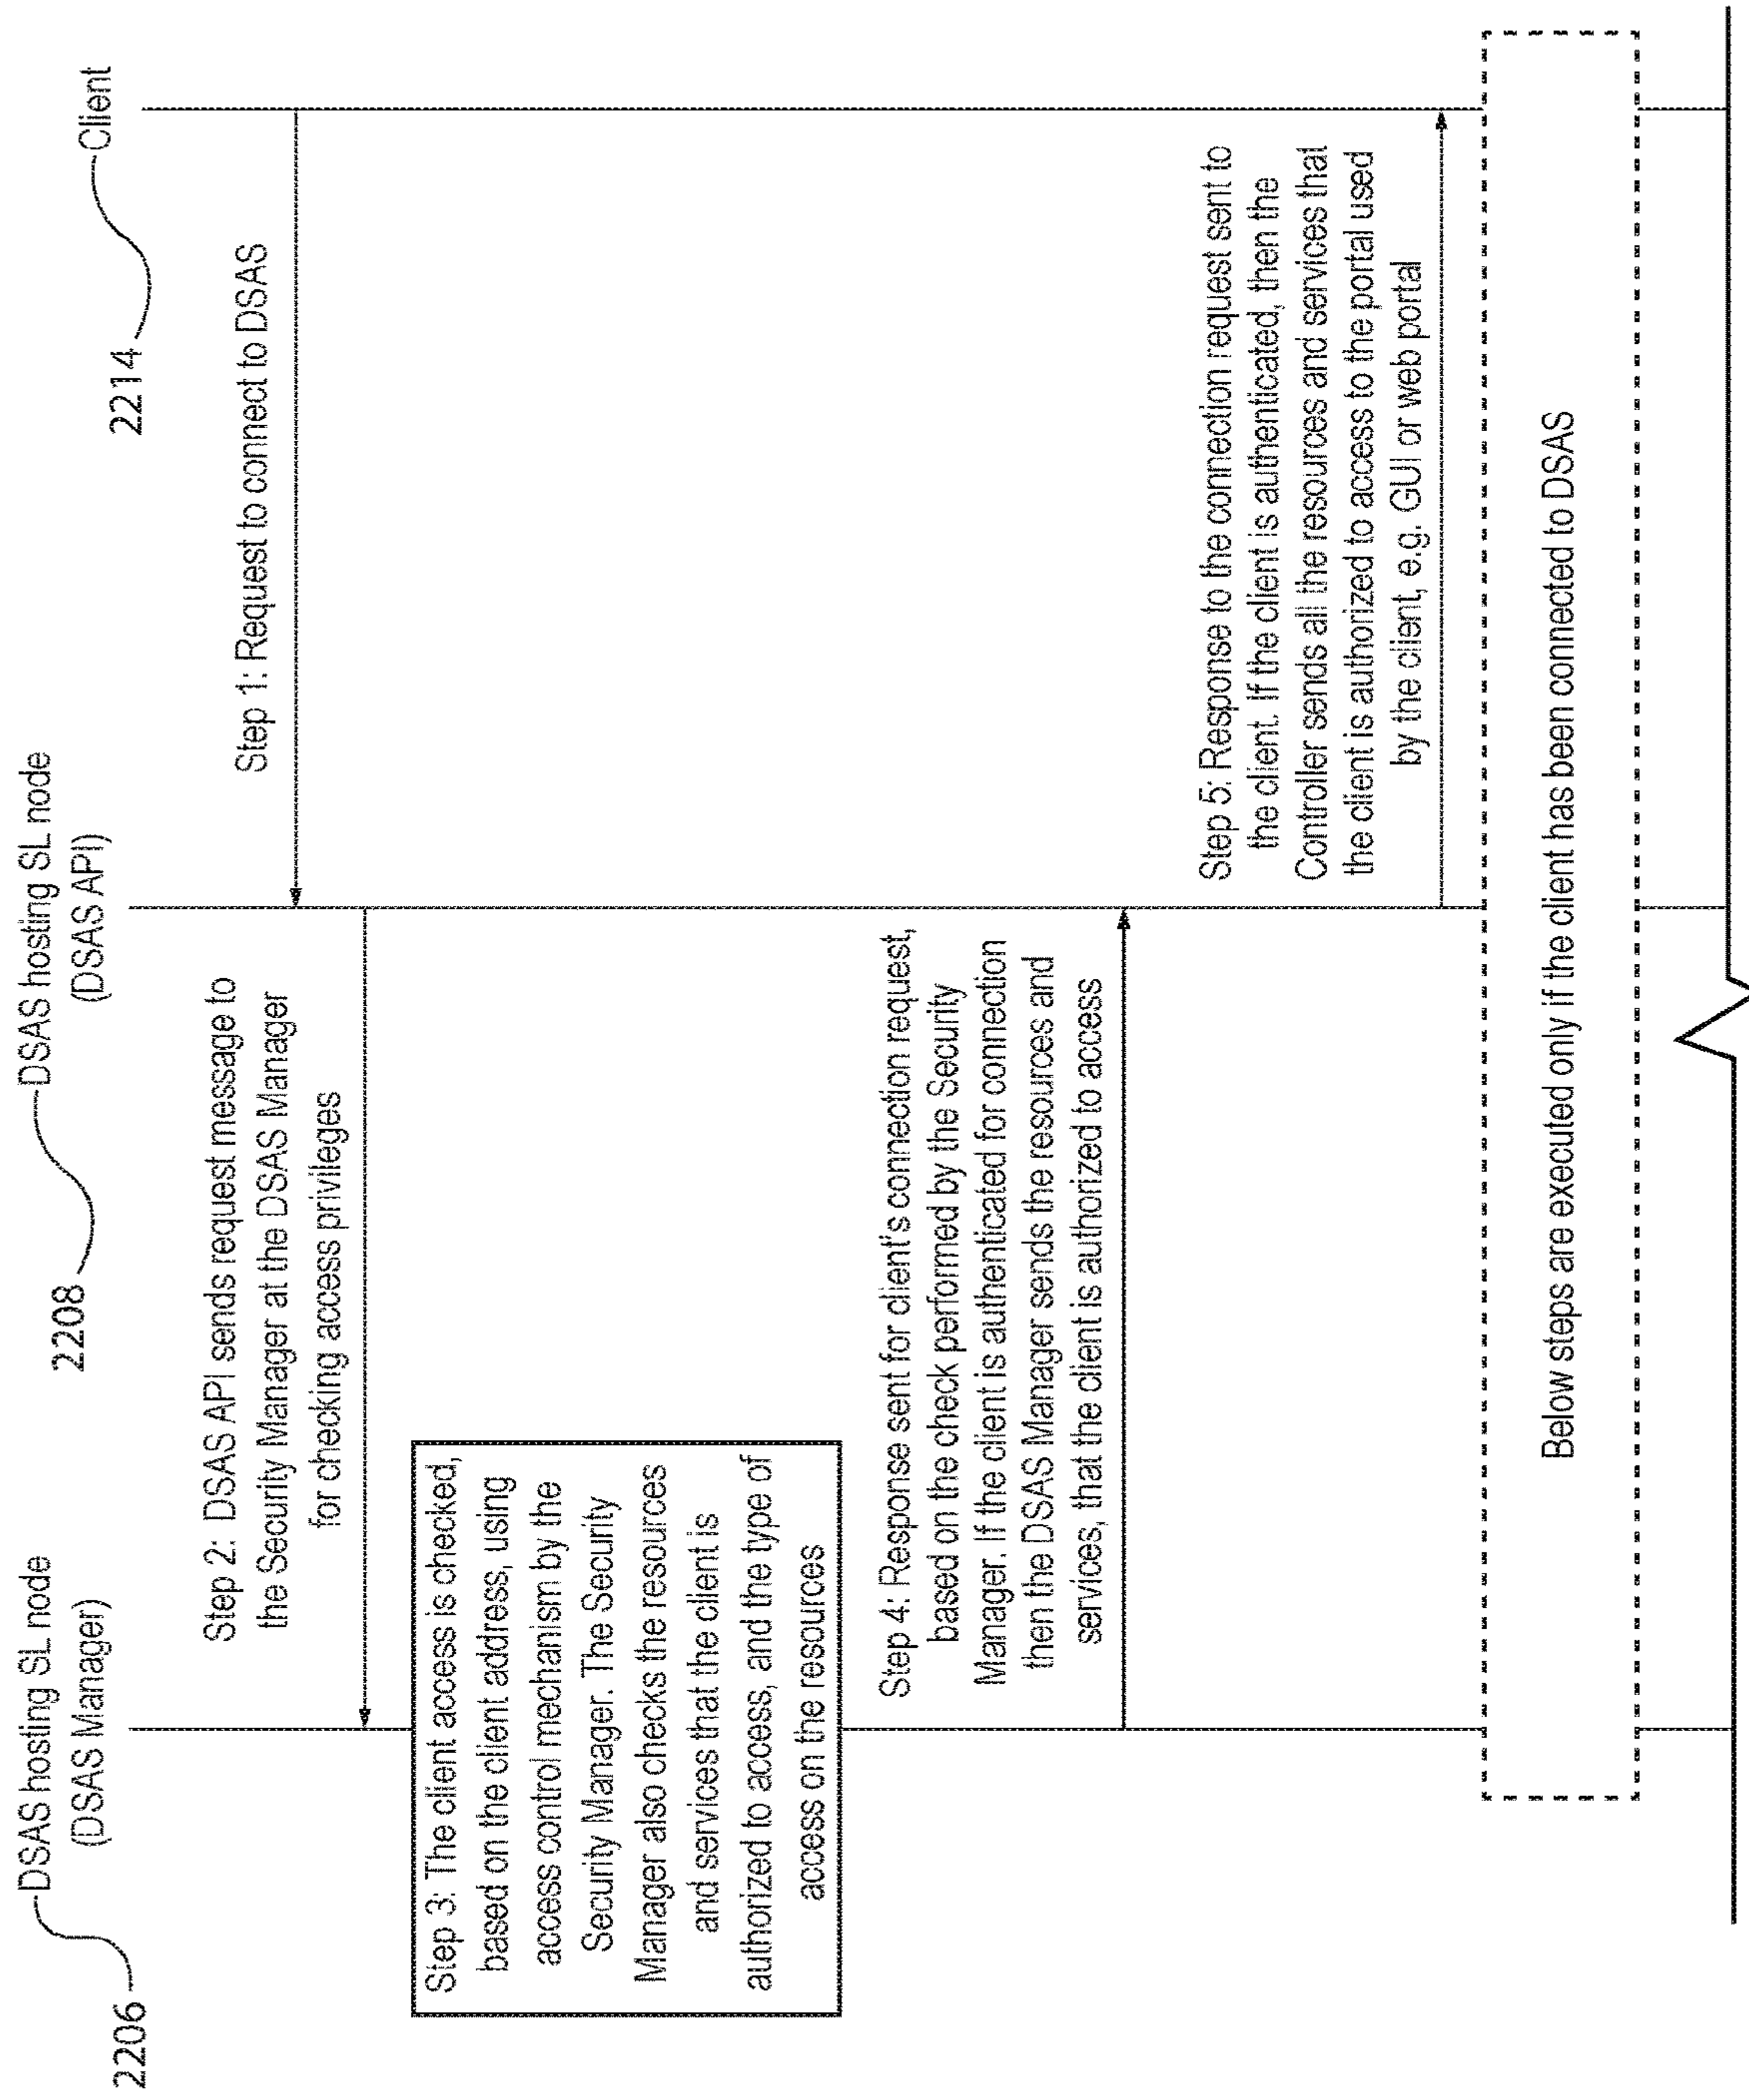 2206
DSAS hosting SL node
(DSAS Manager)
2208
DSAS hosting SL node
(DSAS API)
2214
Client
Step 1: Request to connect to DSAS
Step 2: DSAS API sends request message to
the Security Manager at the DSAS Manager
for checking access privileges
Step 3: The client access is checked,
based on the client address, using
access control mechanism by the
Security Manager. The Security
Manager also checks the resources
and services that the client is
authorized to access, and the type of
access on the resources
Step 4: Response sent for client's connection request,
based on the check performed by the Security
Manager. If the client is authenticated for connection
then the DSAS Manager sends the resources and
services, that the client is authorized to access
Step 5: Response to the connection request sent to
the client. If the client is authenticated, then the
Controller sends all the resources and services that
the client is authorized to access to the portal used
by the client, e.g. GUI or web portal
Below steps are executed only if the client has been connected to DSAS